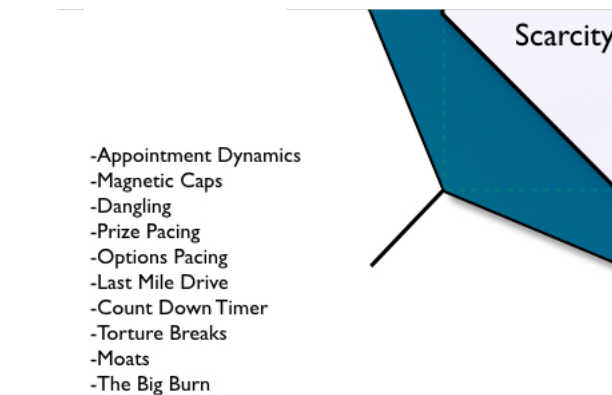 Scarcity
-Appointment Dynamics
-Magnetic Caps
-Dangling
-Prize Pacing
-Options Pacing
-Last Mile Drive
-Count Down Timer
-Torture Breaks
-Moats
-The Big Burn